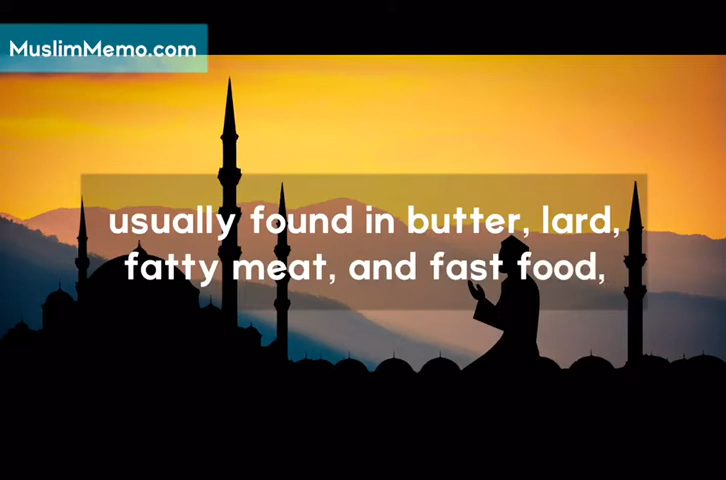 MuslimMemo.com
usually found in butter, lard,
fatty meat, and fast food,